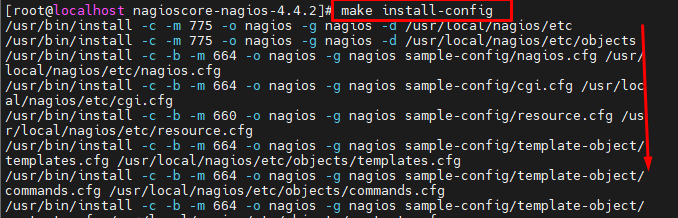 [root@localhost nagioscore-nagios-4.4.2]# make install-config
/usr/bin/install -c -m 775 -o nagios -g nagios -d /usr/local/nagios/etc
/usr/bin/install -c -m 775 -o nagios -g nagios -d /usr/local/nagios/etc/objects
/usr/bin/install -c -b -m 664 -o nagios -g nagios sample-config/nagios.cfg /usr/
local/nagios/etc/nagios.cfg
/usr/bin/install -c -b -m 664 -o nagios -g nagios sample-config/cgi.cfg /usr/loc
al/nagios/etc/cgi.cfg
/usr/bin/install -c -b -m 660 -o nagios -g nagios sample-config/resource.cfg /us
r/local/nagios/etc/resource.cfg
/usr/bin/install -c -b -m 664 -o nagios -g nagios sample-config/template-object/
templates.cfg /usr/local/nagios/etc/objects/templates.cfg
/usr/bin/install -c -b -m 664 -o nagios -g nagios sample-config/template-object/
commands.cfg /usr/local/nagios/etc/objects/commands.cfg
/usr/bin/install -c -b -m 664 -o nagios -g nagios sample-config/template-object/